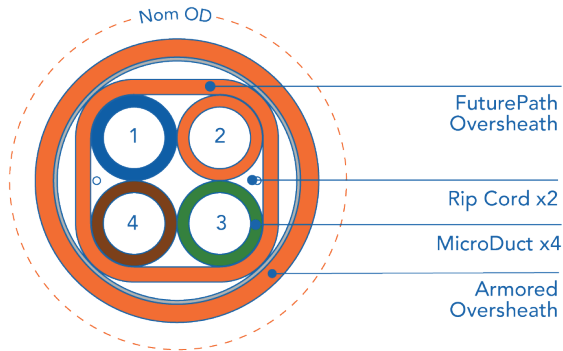 Nom OD
1
2
4
3
FuturePath
Oversheath
Rip Cord x2
MicroDuct x4
Armored
Oversheath